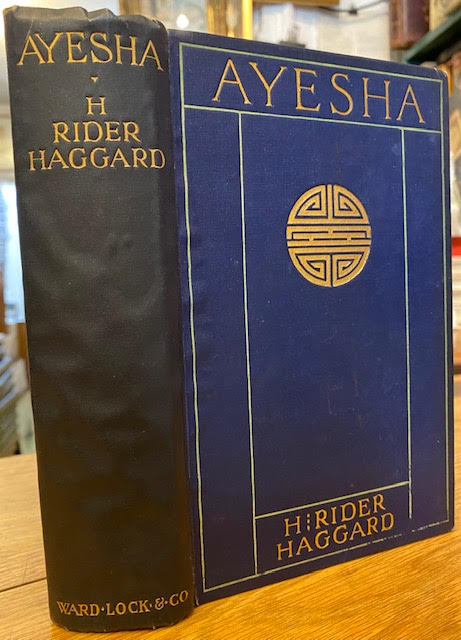 AYESHA
H
RIDER
HAGGARD
WARD·LOCK·&·CO
AYESHA
H⋮RIDER
HAGGARD